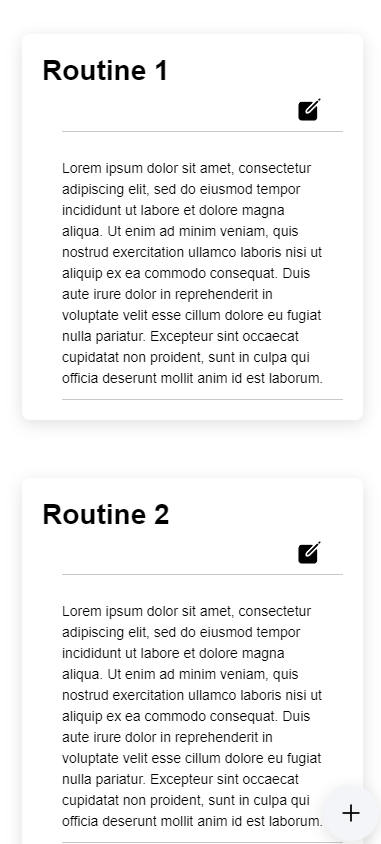 Routine 1
Lorem ipsum dolor sit amet, consectetur
adipiscing elit, sed do eiusmod tempor
incididunt ut labore et dolore magna
aliqua. Ut enim ad minim veniam, quis
nostrud exercitation ullamco laboris nisi ut
aliquip ex ea commodo consequat. Duis
aute irure dolor in reprehenderit in
voluptate velit esse cillum dolore eu fugiat
nulla pariatur. Excepteur sint occaecat
cupidatat non proident, sunt in culpa qui
officia deserunt mollit anim id est laborum.
Routine 2
Lorem ipsum dolor sit amet, consectetur
adipiscing elit, sed do eiusmod tempor
incididunt ut labore et dolore magna
aliqua. Ut enim ad minim veniam, quis
nostrud exercitation ullamco laboris nisi ut
aliquip ex ea commodo consequat. Duis
aute irure dolor in reprehenderit in
voluptate velit esse cillum dolore eu fugiat
nulla pariatur. Excepteur sint occaecat
cupidatat non proident, sunt in culpa qui
officia deserunt mollit anim id est laborum.